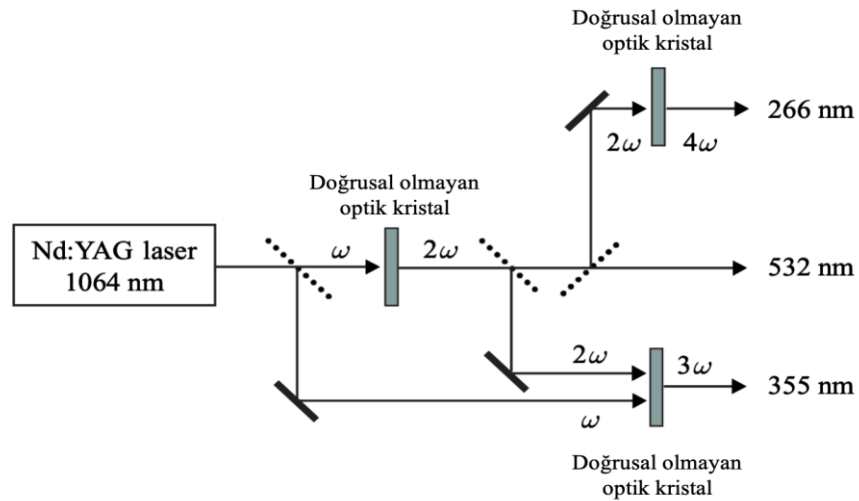 Doğrusal olmayan
optik kristal
2ω
4ω
266 nm
Doğrusal olmayan
optik kristal
Nd:YAG laser
1064 nm
ω
2ω
532 nm
2ω
ω
3ω
355 nm
Doğrusal olmayan
optik kristal